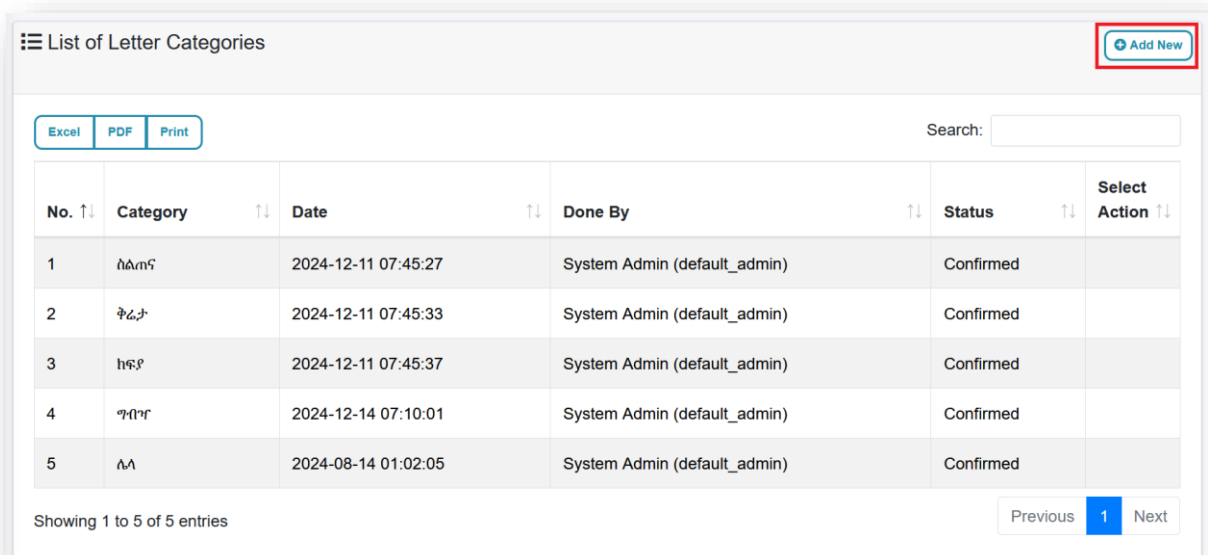 List of Letter Categories
Add New
Excel PDF Print
Search:
No. Category Date Done By Status Select Action
1 ስልጠና 2024-12-11 07:45:27 System Admin (default_admin) Confirmed
2 ቅሬታ 2024-12-11 07:45:33 System Admin (default_admin) Confirmed
3 ክፍያ 2024-12-11 07:45:37 System Admin (default_admin) Confirmed
4 ግብዣ 2024-12-14 07:10:01 System Admin (default_admin) Confirmed
5 ሌላ 2024-08-14 01:02:05 System Admin (default_admin) Confirmed
Showing 1 to 5 of 5 entries
Previous 1 Next